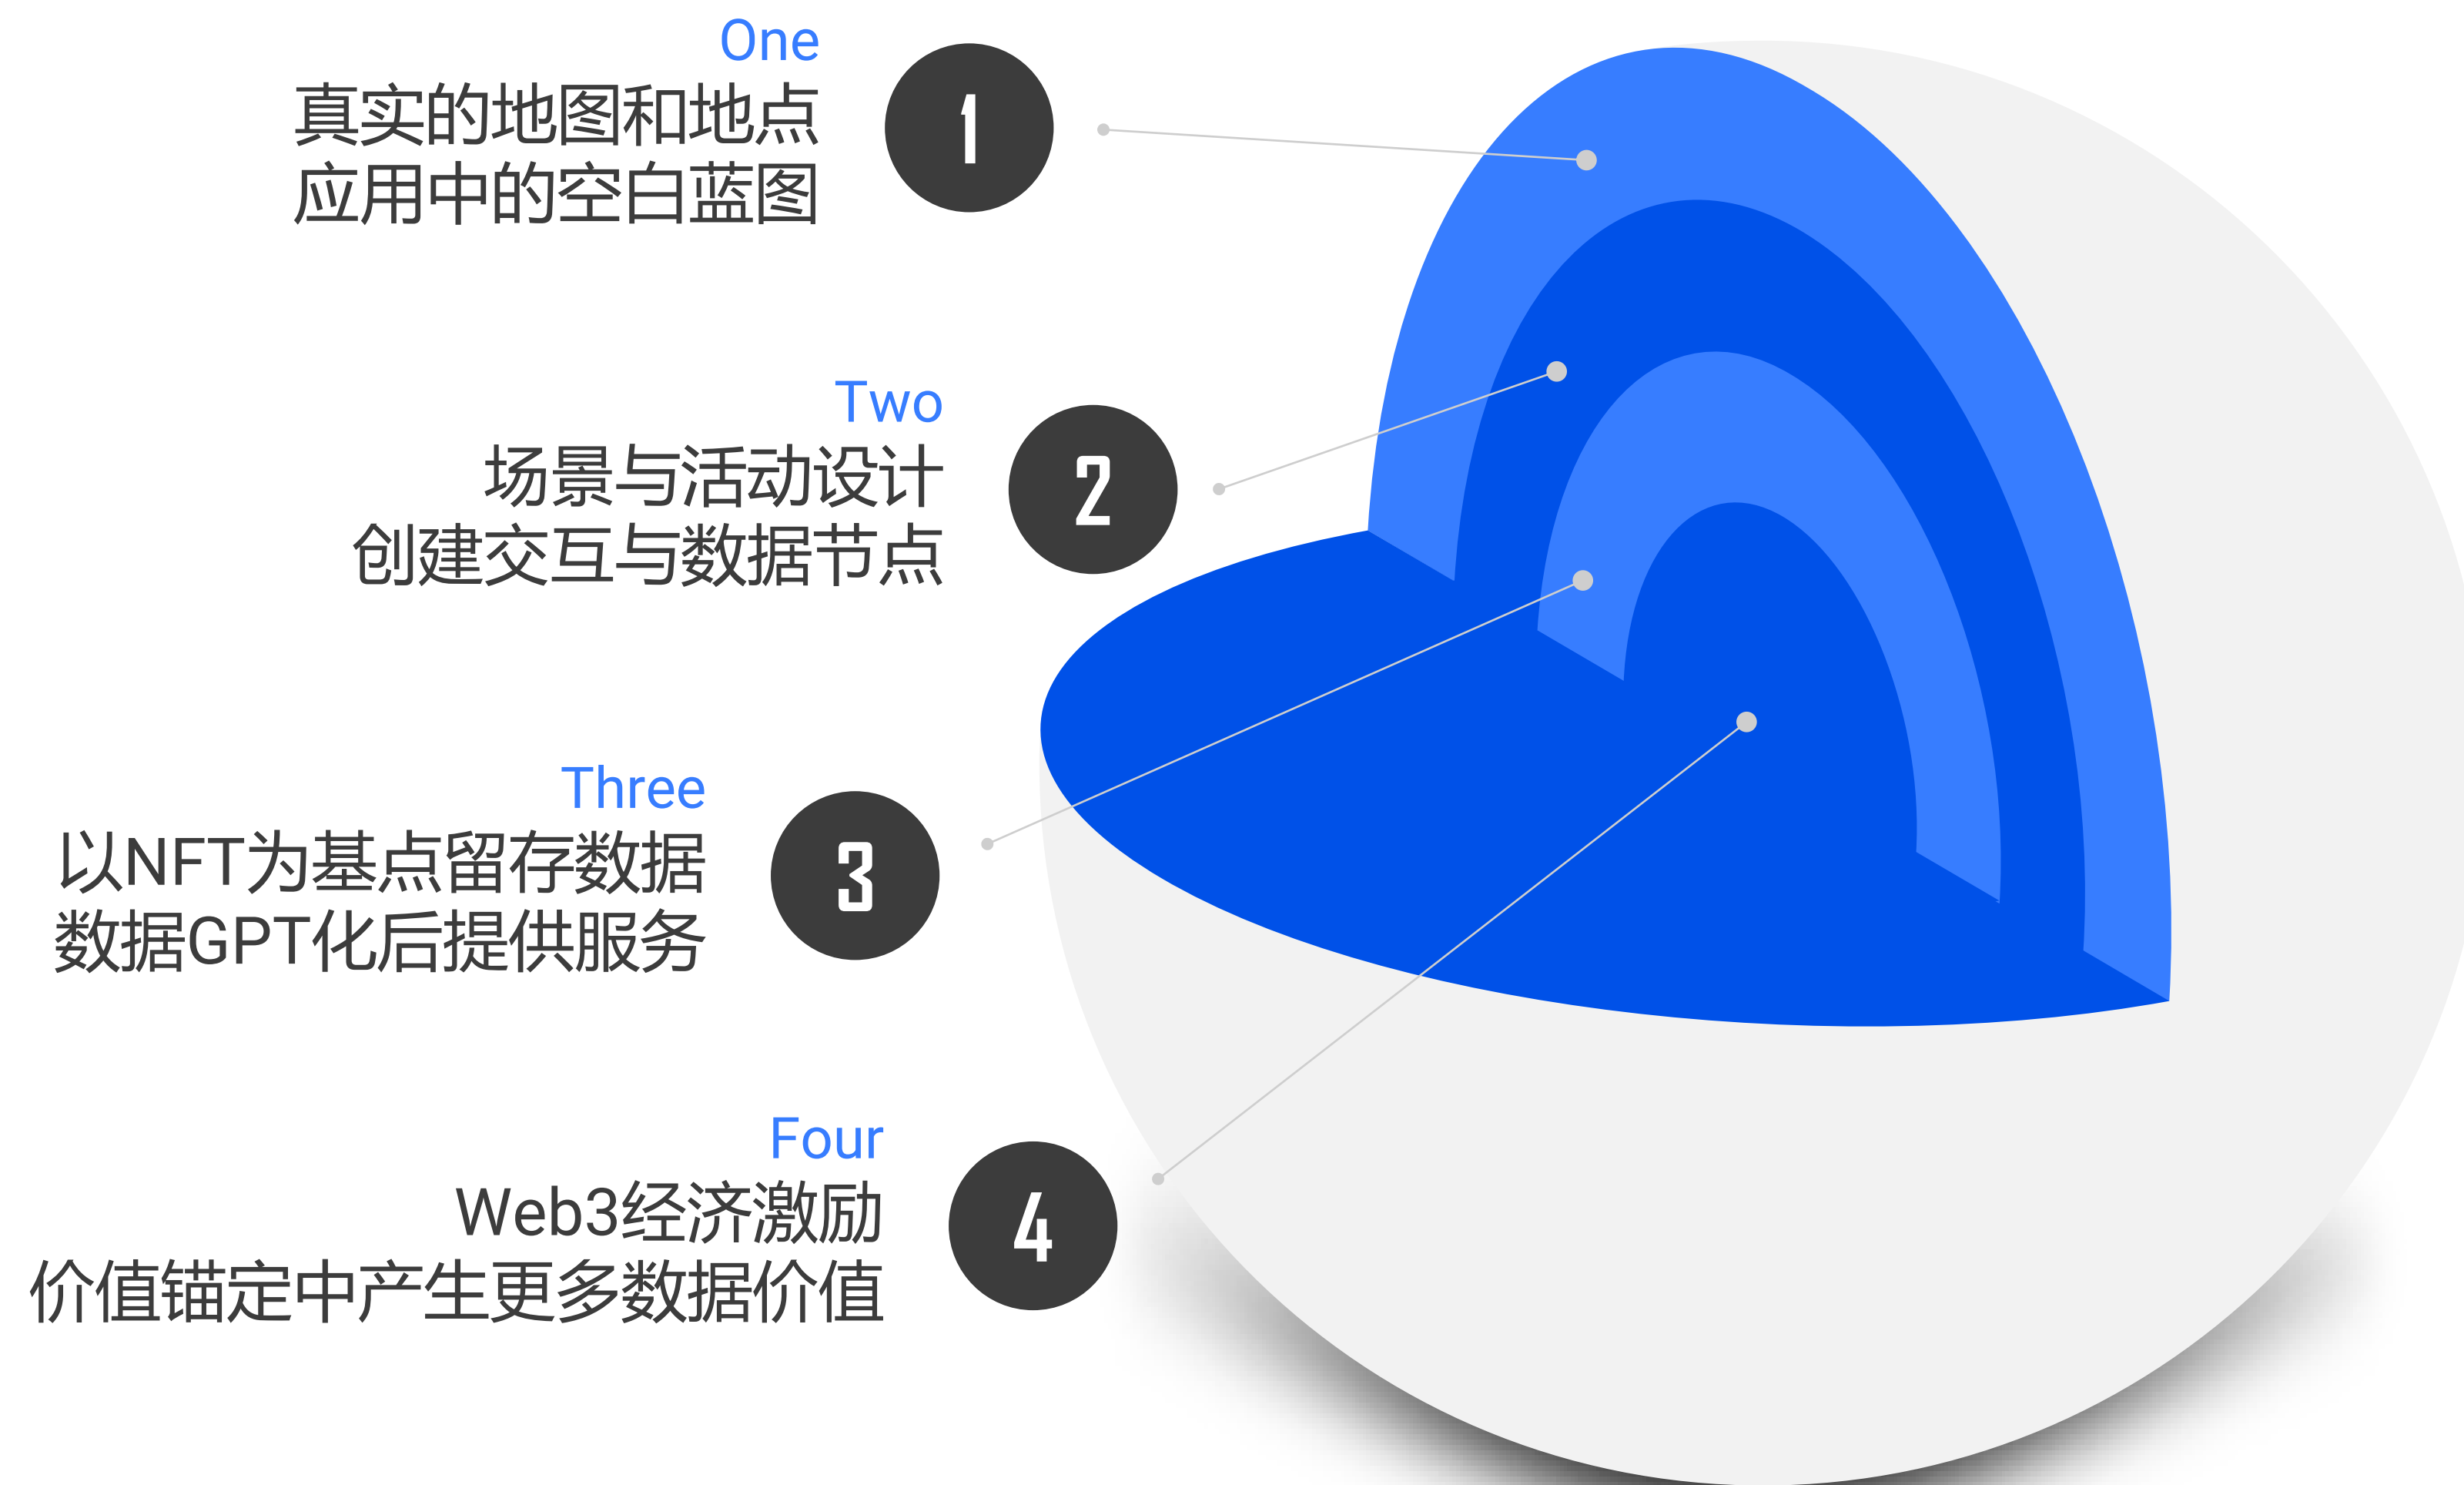 One
真实的地图和地点
应用中的空白蓝图
1
Two
场景与活动设计
创建交互与数据节点
2
Three
以NFT为基点留存数据
数据GPT化后提供服务
3
Four
Web3经济激励
价值锚定中产生更多数据价值
4